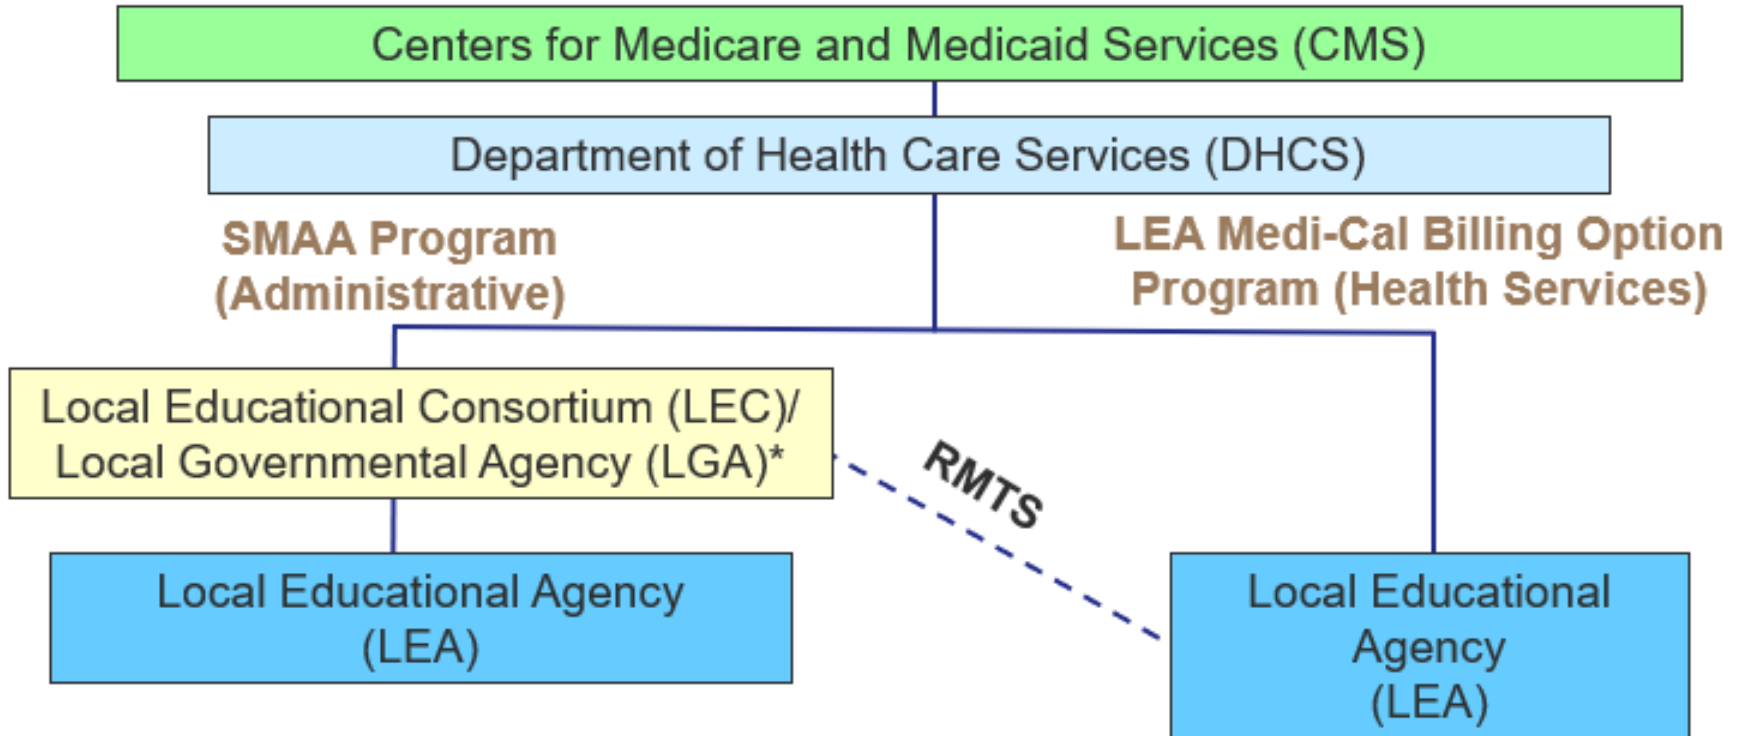 Centers for Medicare and Medicaid Services (CMS)
Department of Health Care Services (DHCS)
SMAA Program
(Administrative)
LEA Medi-Cal Billing Option
Program (Health Services)
Local Educational Consortium (LEC)/
Local Governmental Agency (LGA)*
RMTS
Local Educational Agency
(LEA)
Local Educational
Agency
(LEA)